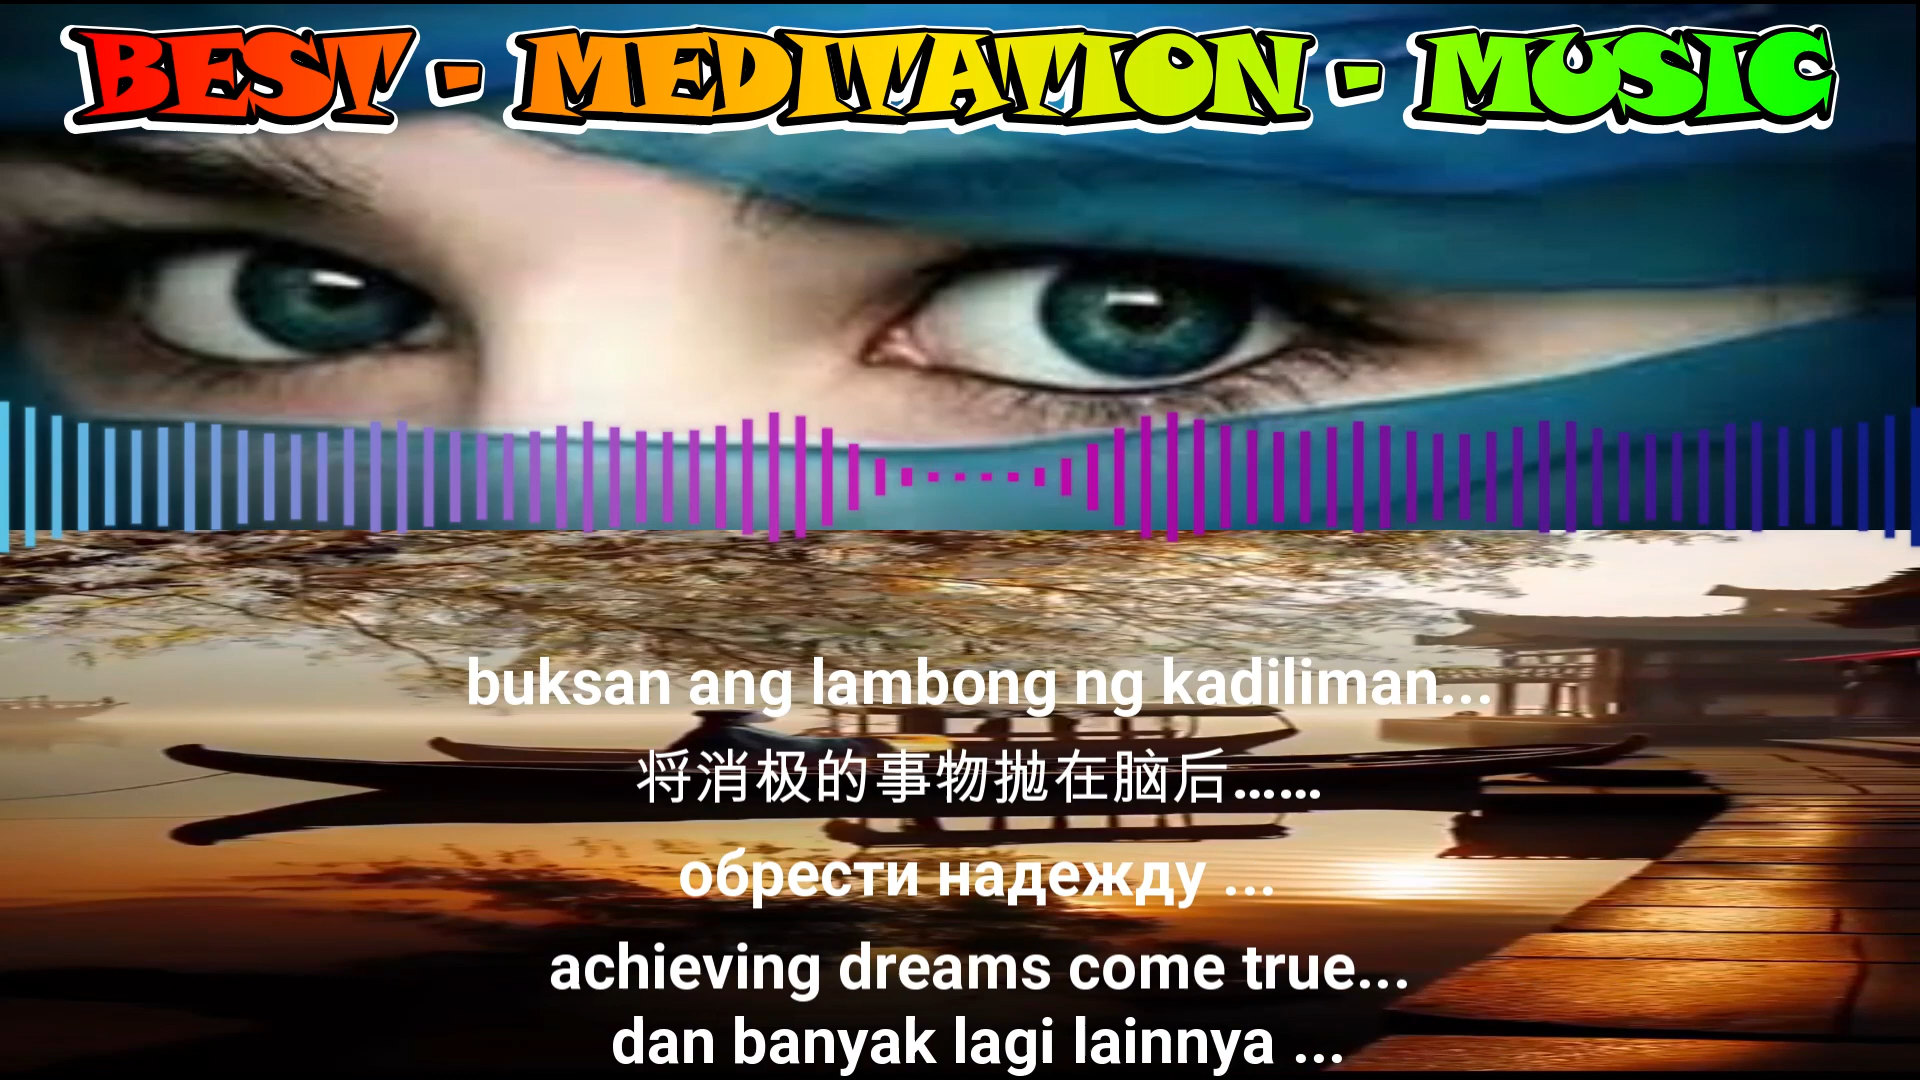 BEST - MEDITATION - MUSIC
buksan ang lambong ng kadiliman...
将消极的事物抛在脑后......
обрести надежду ...
achieving dreams come true...
dan banyak lagi lainnya ...